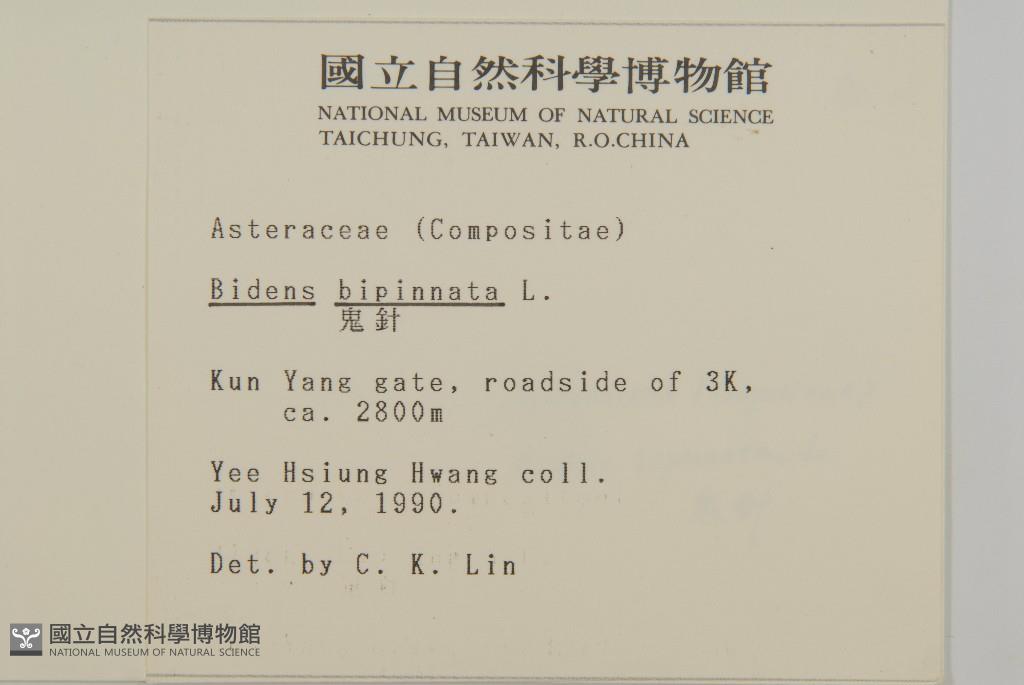 國立自然科學博物館
NATIONAL MUSEUM OF NATURAL SCIENCE
TAICHUNG, TAIWAN, R.O.CHINA
Asteraceae (Compositae)
Bidens bipinnata L.
鬼針
Kun Yang gate, roadside of 3K,
ca. 2800m
Yee Hsiung Hwang coll.
July 12, 1990.
Det. by C. K. Lin
國立自然科學博物館
NATIONAL MUSEUM OF NATURAL SCIENCE